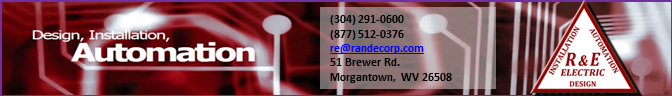 Design, Installation,
Automation
(304) 291-0600
(877) 512-0376
re@randecorp.com
51 Brewer Rd.
Morgantown, WV 26508
INSTALLATION
AUTOMATION
R&E
ELECTRIC
DESIGN